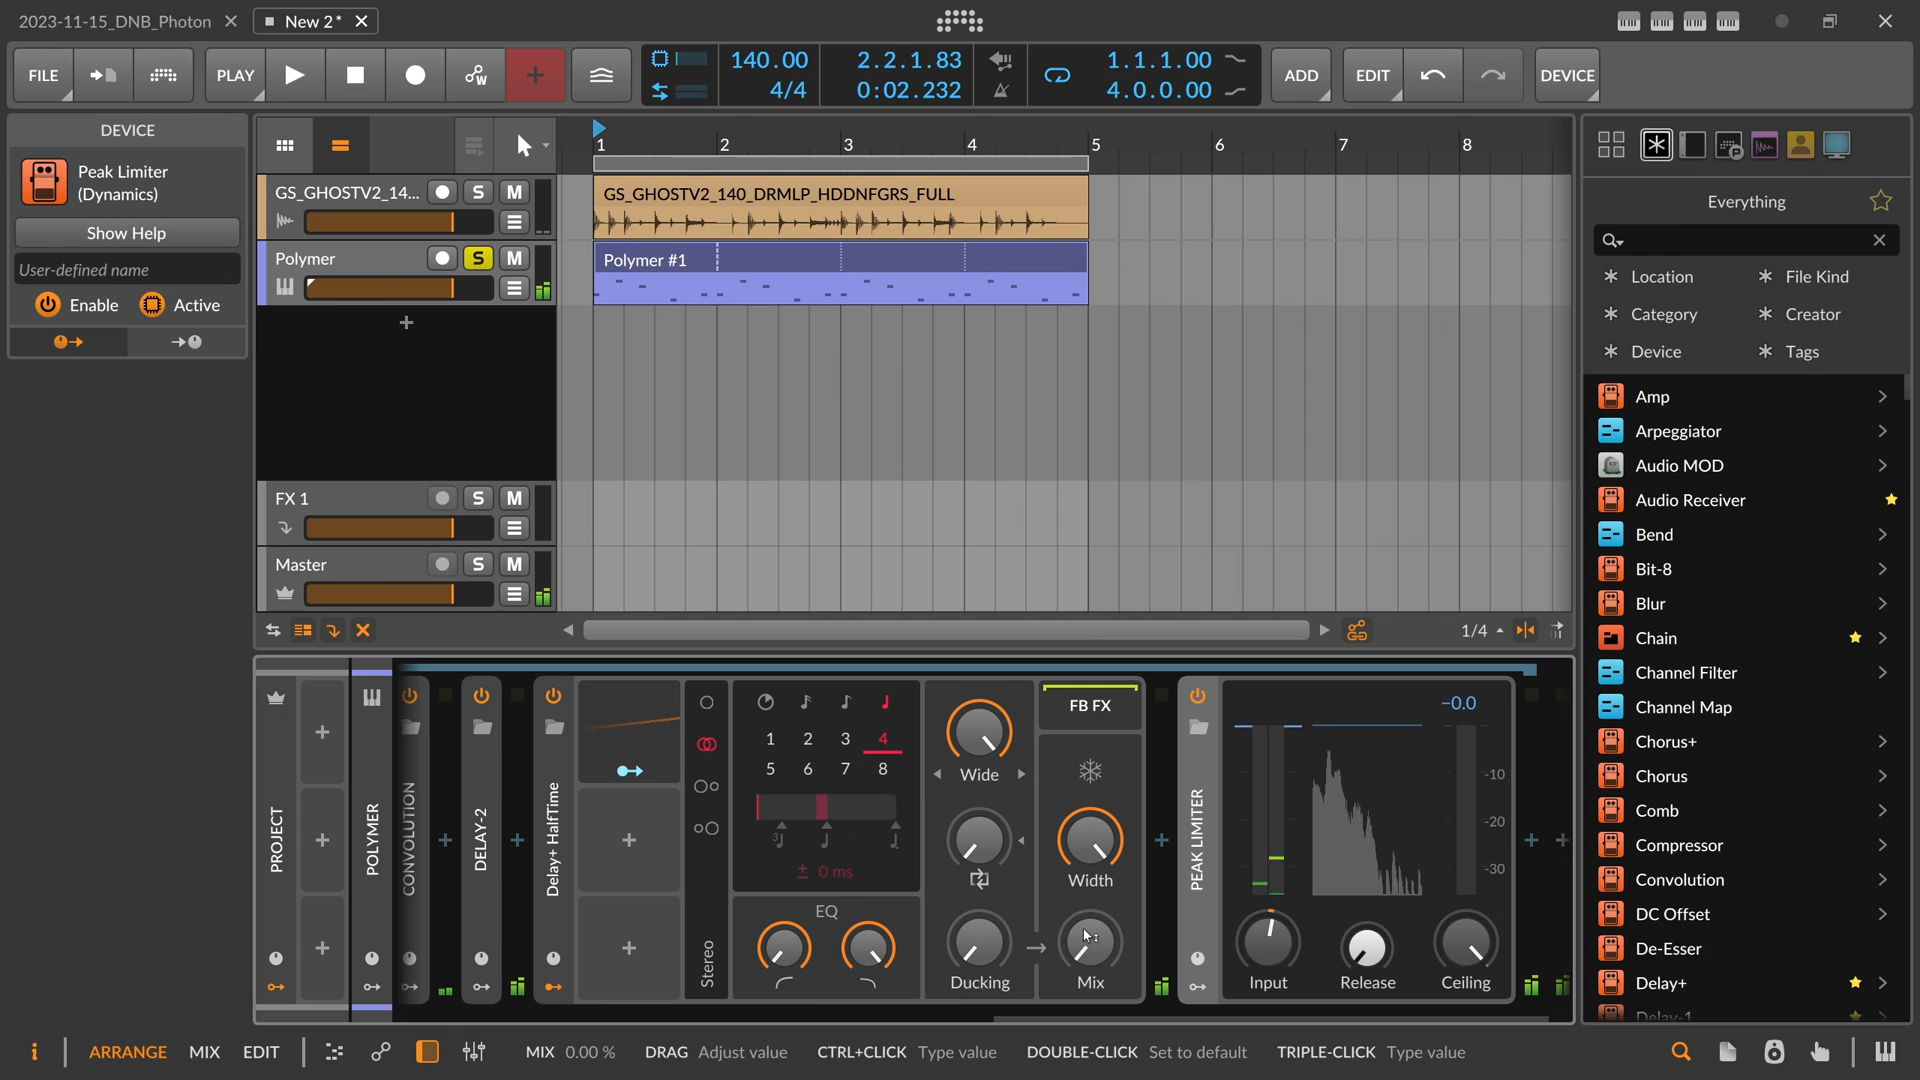 2023-11-15_DNB_Photon
New 2*
FILE
PLAY
140.00
4/4
2.2.1.83
0:02.232
1.1.1.00
4.0.0.00
ADD
EDIT
DEVICE
DEVICE
Peak Limiter
(Dynamics)
Show Help
User-defined name
Enable
Active
1 2 3 4 5 6 7 8
GS_GHOSTV2_14...
S M
GS_GHOSTV2_140_DRMLP_HDDNFGRS_FULL
Polymer
S M
Polymer #1
FX 1
S M
Master
S M
1/4
Everything
Location
File Kind
Category
Creator
Device
Tags
Amp
Arpeggiator
Audio MOD
Audio Receiver
Bend
Bit-8
Blur
Chain
Channel Filter
Channel Map
Chorus+
Chorus
Comb
Compressor
Convolution
DC Offset
De-Esser
Delay+
Delay-1
PROJECT
POLYMER
CONVOLUTION
DELAY-2
Delay+ HalfTime
Stereo
1 2 3 4
5 6 7 8
3
± 0 ms
EQ
Wide
Ducking
FB FX
Width
Mix
PEAK LIMITER
-0.0
-10
-20
-30
Input
Release
Ceiling
i
ARRANGE
MIX
EDIT
MIX 0.00 %
DRAG Adjust value
CTRL+CLICK Type value
DOUBLE-CLICK Set to default
TRIPLE-CLICK Type value